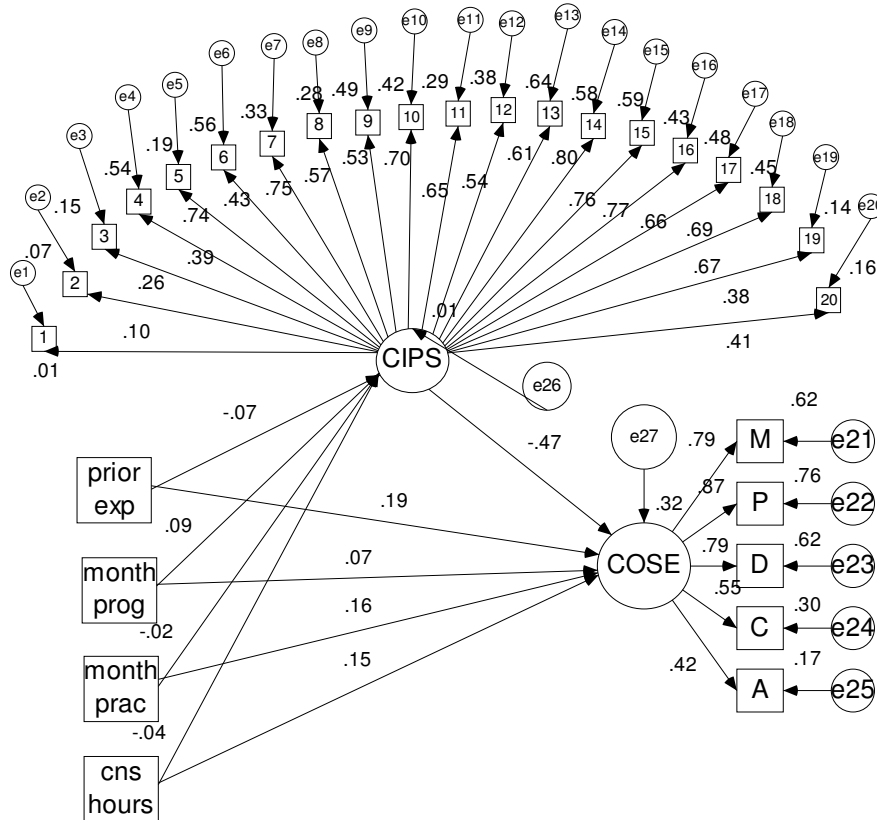 e1
e2
e3
e4
e5
e6
e7
e8
e9
e10
e11
e12
e13
e14
e15
e16
e17
e18
e19
e20
.07
.15
.54
.19
.56
.33
.28
.49
.42
.29
.38
.64
.58
.59
.43
.48
.45
.14
.16
1
2
3
4
5
6
7
8
9
10
11
12
13
14
15
16
17
18
19
20
.01
.10
.26
.39
.74
.43
.75
.57
.53
.70
.65
.54
.61
.80
.76
.77
.66
.69
.67
.38
.41
.01
CIPS
e26
-.07
-.47
e27
prior
exp
.09
.19
month
prog
-.02
.07
month
prac
.16
-.04
.15
cns
hours
.32
COSE
.79
.87
.79
.55
.42
M
P
D
C
A
.62
.76
.62
.30
.17
e21
e22
e23
e24
e25